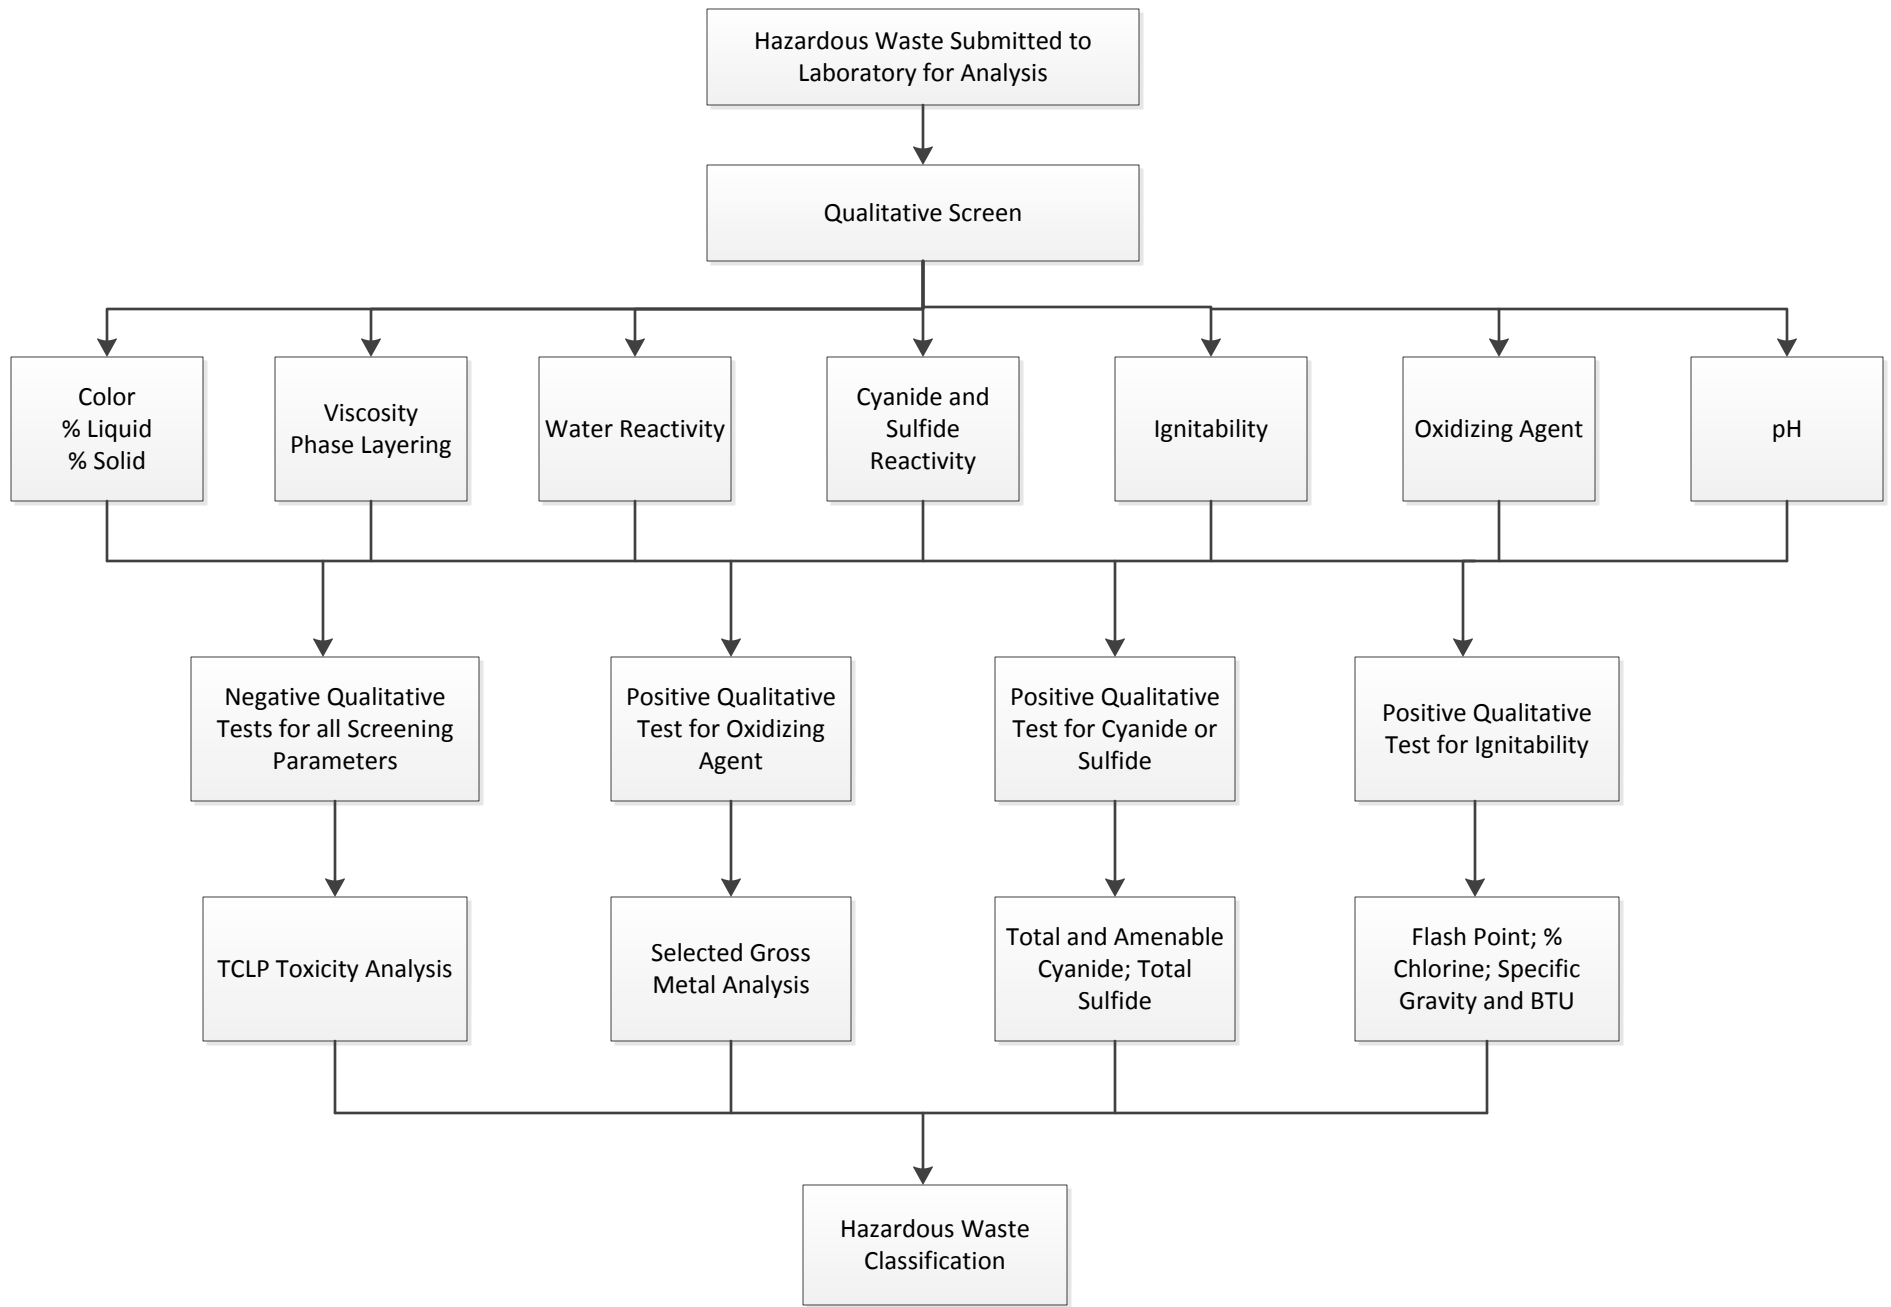 Hazardous Waste Submitted to
Laboratory for Analysis
Qualitative Screen
Color
% Liquid
% Solid
Viscosity
Phase Layering
Water Reactivity
Cyanide and
Sulfide
Reactivity
Ignitability
Oxidizing Agent
pH
Negative Qualitative
Tests for all Screening
Parameters
Positive Qualitative
Test for Oxidizing
Agent
Positive Qualitative
Test for Cyanide or
Sulfide
Positive Qualitative
Test for Ignitability
TCLP Toxicity Analysis
Selected Gross
Metal Analysis
Total and Amenable
Cyanide; Total
Sulfide
Flash Point; %
Chlorine; Specific
Gravity and BTU
Hazardous Waste
Classification